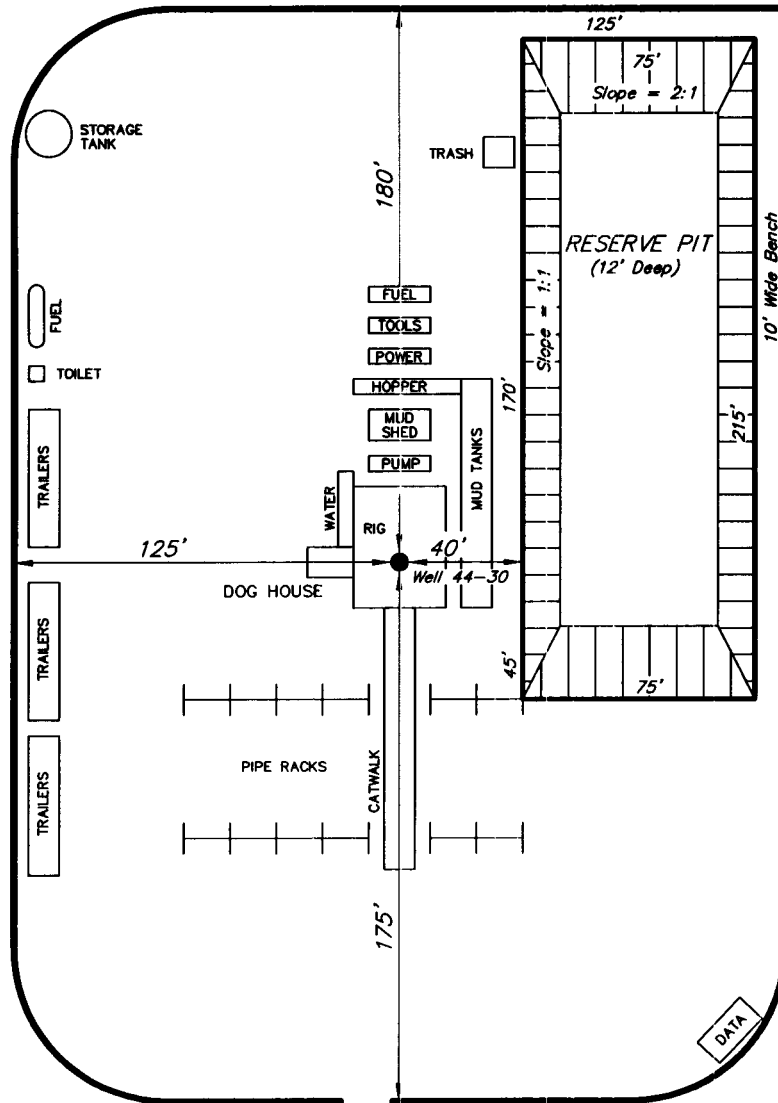 125'
75'
Slope = 2:1
STORAGE
TANK
TRASH
180'
RESERVE PIT
(12' Deep)
10' Wide Bench
FUEL
FUEL
TOOLS
Slope = 1:1
POWER
TOILET
HOPPER
170'
215'
MUD
SHED
TRAILERS
MUD TANKS
PUMP
WATER
RIG
125'
40'
Well 44-30
DOG HOUSE
TRAILERS
45'
75'
PIPE RACKS
CATWALK
TRAILERS
175'
DATA